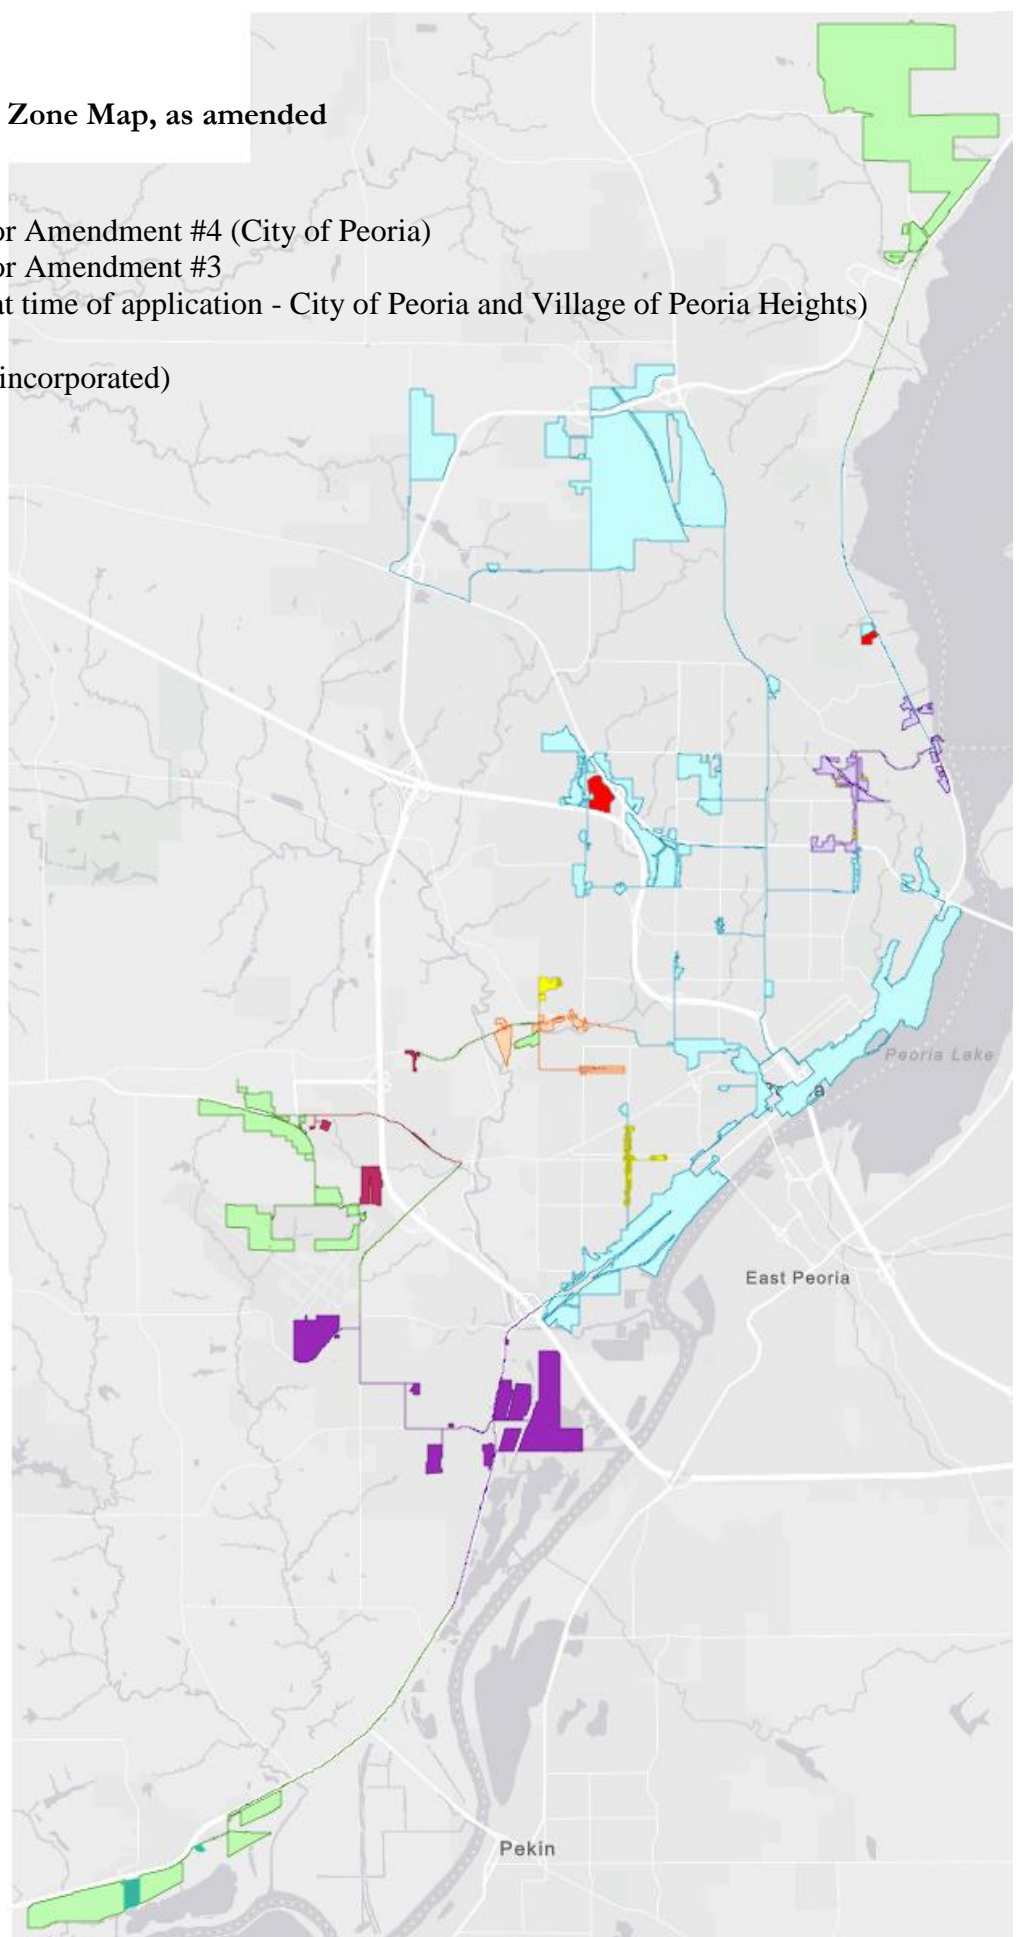 Zone Map, as amended
or Amendment #4 (City of Peoria)
or Amendment #3
at time of application - City of Peoria and Village of Peoria Heights)
incorporated)
Peoria Lake
a
East Peoria
Pekin